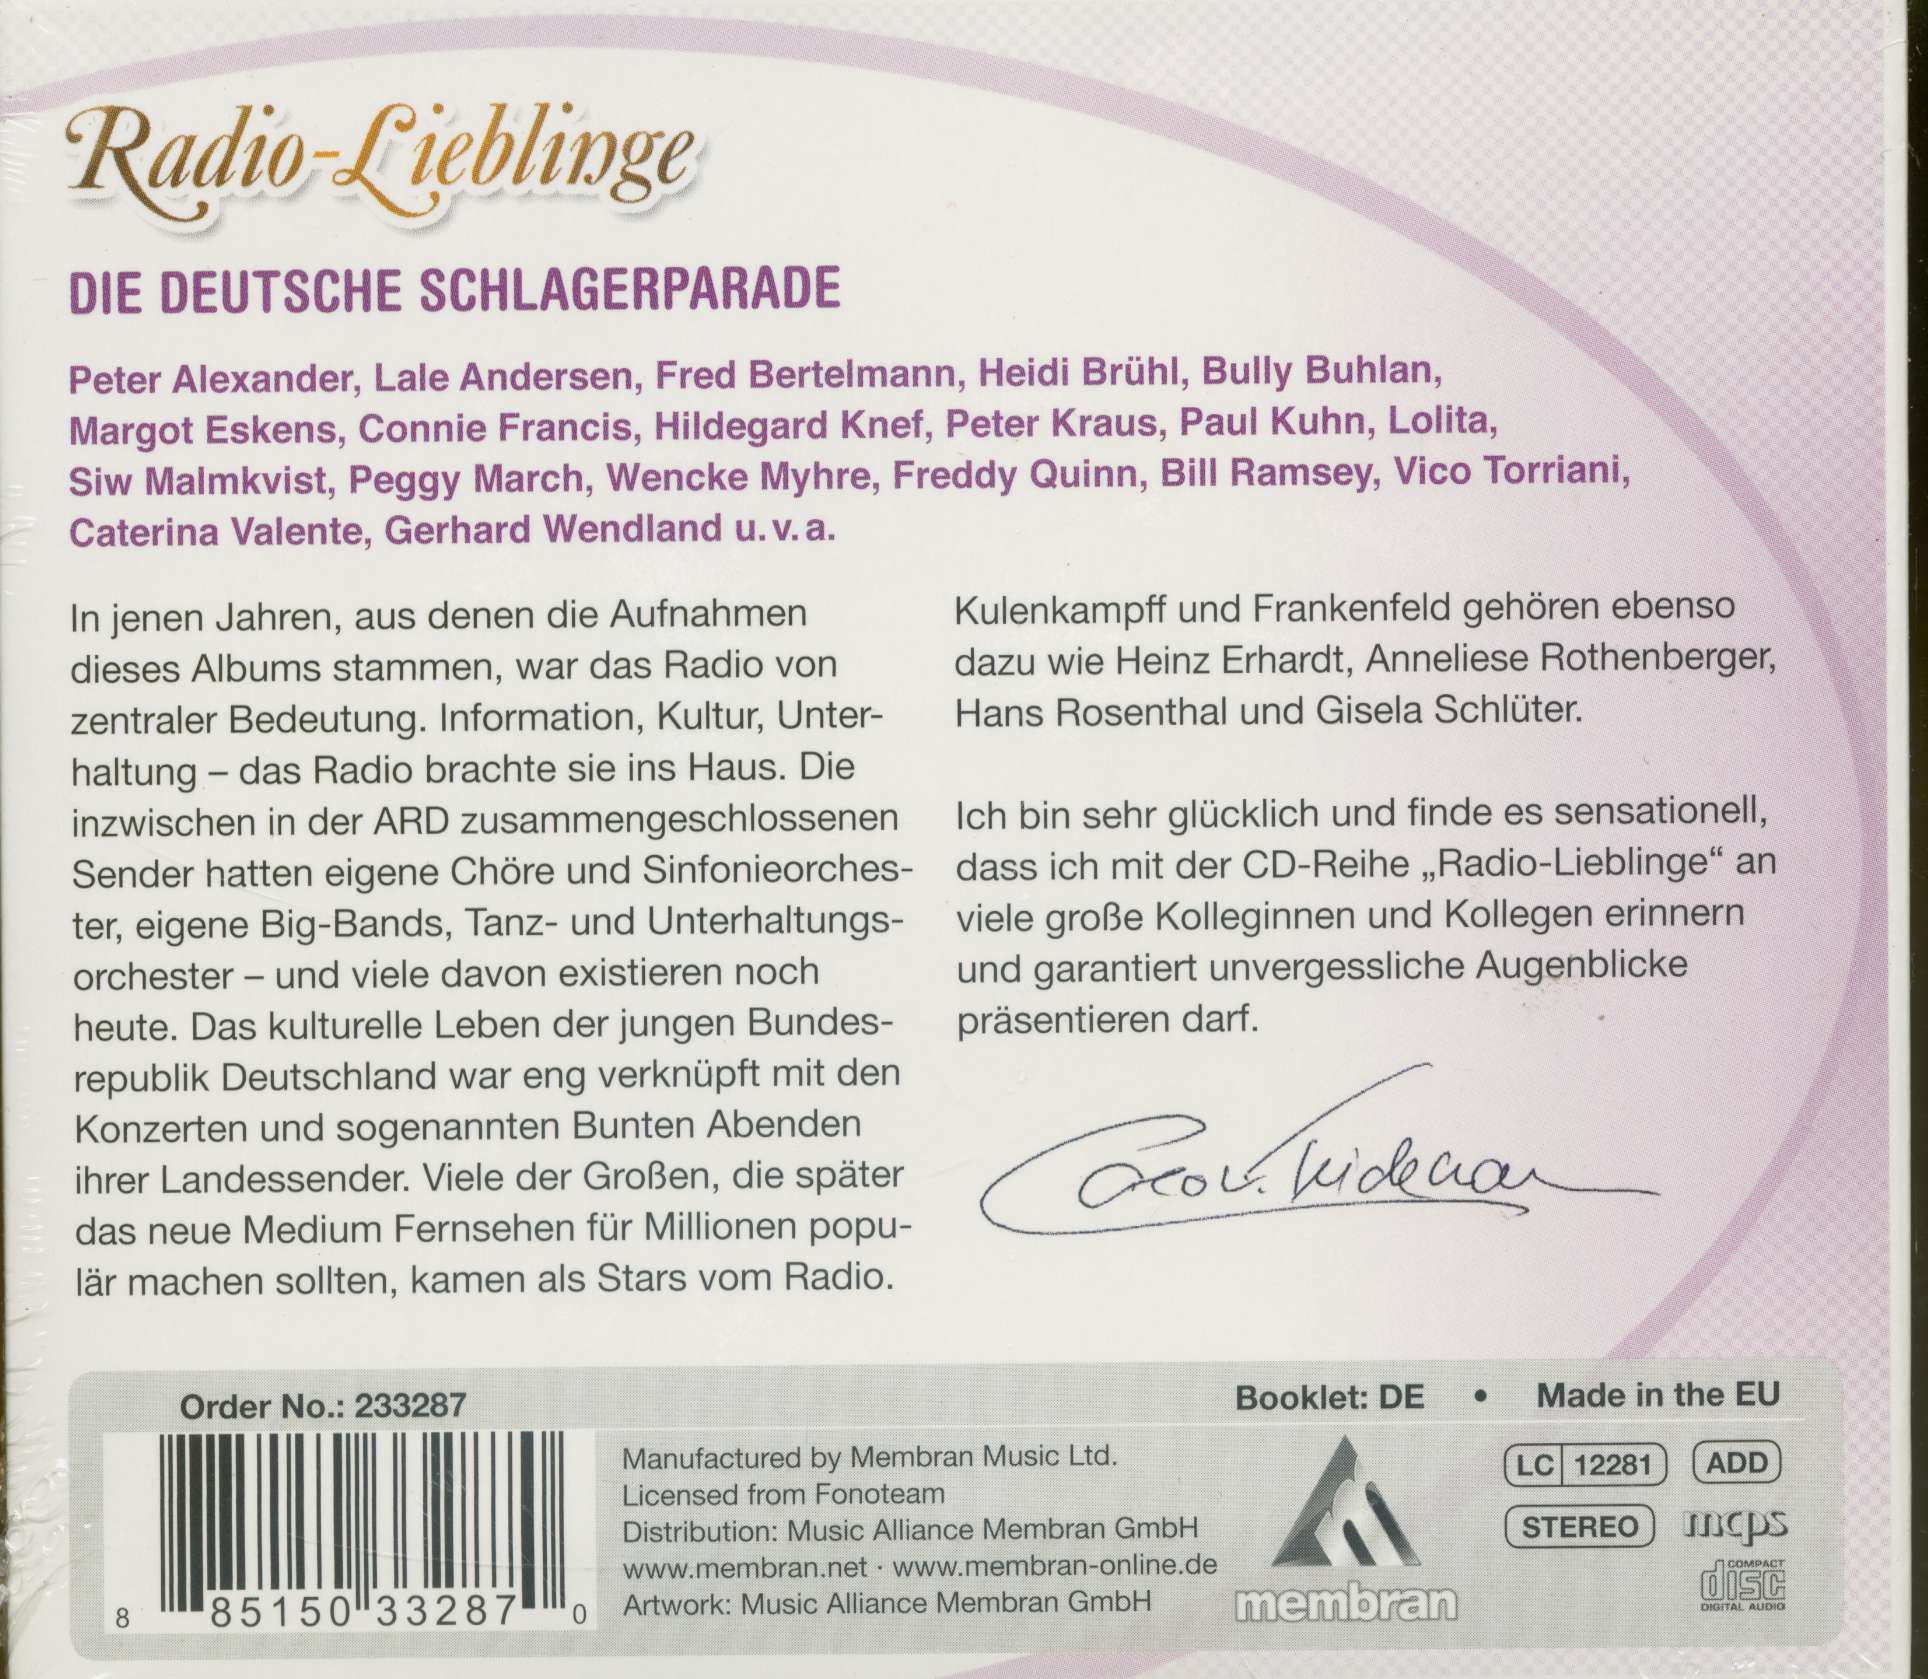 Radio-Lieblinge
DIE DEUTSCHE SCHLAGERPARADE
Peter Alexander, Lale Andersen, Fred Bertelmann, Heidi Brühl, Bully Buhlan,
Margot Eskens, Connie Francis, Hildegard Knef, Peter Kraus, Paul Kuhn, Lolita,
Siw Malmkvist, Peggy March, Wencke Myhre, Freddy Quinn, Bill Ramsey, Vico Torriani,
Caterina Valente, Gerhard Wendland u.v.a.
In jenen Jahren, aus denen die Aufnahmen
dieses Albums stammen, war das Radio von
zentraler Bedeutung. Information, Kultur, Unter-
haltung – das Radio brachte sie ins Haus. Die
inzwischen in der ARD zusammengeschlossenen
Sender hatten eigene Chöre und Sinfonieorches-
ter, eigene Big-Bands, Tanz- und Unterhaltungs-
orchester – und viele davon existieren noch
heute. Das kulturelle Leben der jungen Bundes-
republik Deutschland war eng verknüpft mit den
Konzerten und sogenannten Bunten Abenden
ihrer Landessender. Viele der Großen, die später
das neue Medium Fernsehen für Millionen popu-
lär machen sollten, kamen als Stars vom Radio.
Kulenkampff und Frankenfeld gehören ebenso
dazu wie Heinz Erhardt, Anneliese Rothenberger,
Hans Rosenthal und Gisela Schlüter.
Ich bin sehr glücklich und finde es sensationell,
dass ich mit der CD-Reihe „Radio-Lieblinge“ an
viele große Kolleginnen und Kollegen erinnern
und garantiert unvergessliche Augenblicke
präsentieren darf.
Order No.: 233287
8 85150 33287 0
Manufactured by Membran Music Ltd.
Licensed from Fonoteam
Distribution: Music Alliance Membran GmbH
www.membran.net · www.membran-online.de
Artwork: Music Alliance Membran GmbH
Booklet: DE • Made in the EU
membran
LC 12281 ADD
STEREO mcps
COMPACT
disc
DIGITAL AUDIO